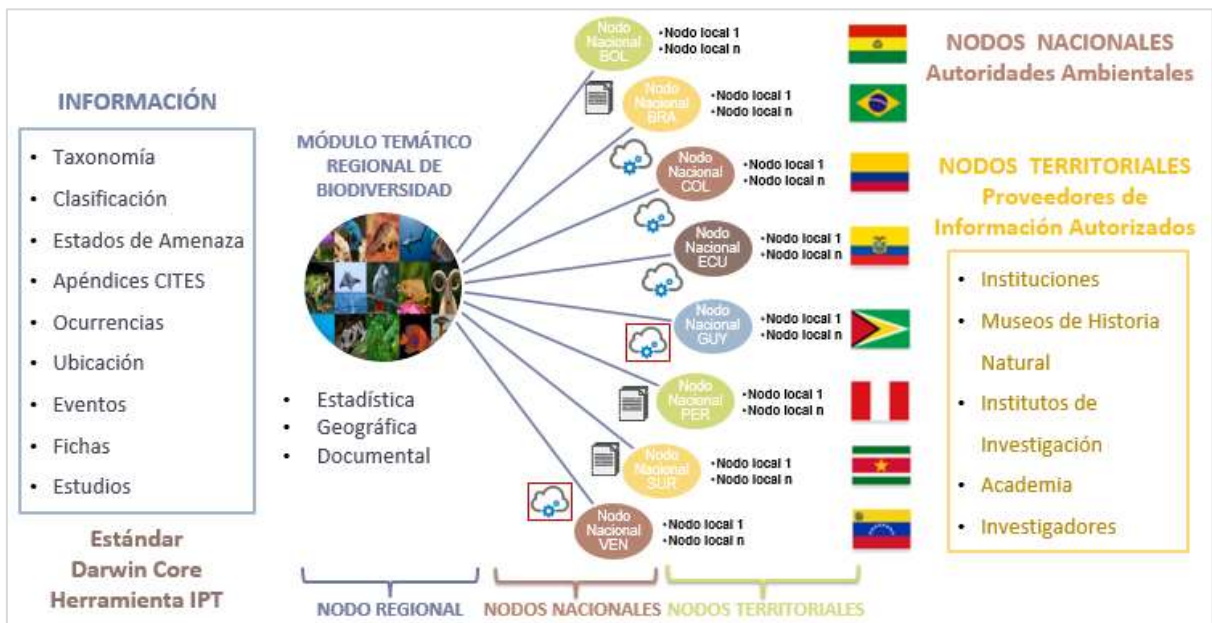 INFORMACIÓN
• Taxonomía
• Clasificación
• Estados de Amenaza
• Apéndices CITES
• Ocurrencias
• Ubicación
• Eventos
• Fichas
• Estudios
Estándar
Darwin Core
Herramienta IPT
MÓDULO TEMÁTICO
REGIONAL DE
BIODIVERSIDAD
• Estadística
• Geográfica
• Documental
Nodo
Nacional
BOL
•Nodo local 1
•Nodo local n
Nodo
Nacional
BRA
•Nodo local 1
•Nodo local n
Nodo
Nacional
COL
•Nodo local 1
•Nodo local n
Nodo
Nacional
ECU
•Nodo local 1
•Nodo local n
Nodo
Nacional
GUY
•Nodo local 1
•Nodo local n
Nodo
Nacional
PER
•Nodo local 1
•Nodo local n
Nodo
Nacional
SUR
•Nodo local 1
•Nodo local n
Nodo
Nacional
VEN
•Nodo local 1
•Nodo local n
NODOS NACIONALES
Autoridades Ambientales
NODOS TERRITORIALES
Proveedores de
Información Autorizados
• Instituciones
• Museos de Historia
Natural
• Institutos de
Investigación
• Academia
• Investigadores
NODO REGIONAL
NODOS NACIONALES
NODOS TERRITORIALES